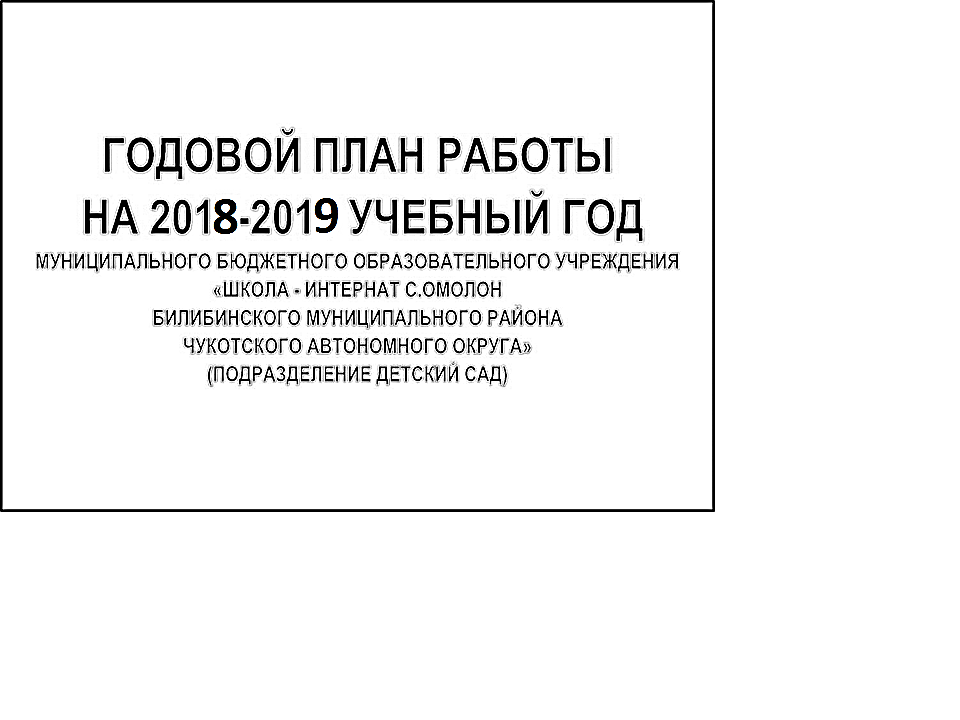 ГОДОВОЙ ПЛАН РАБОТЫ
НА 2018-2019 УЧЕБНЫЙ ГОД
МУНИЦИПАЛЬНОГО БЮДЖЕТНОГО ОБРАЗОВАТЕЛЬНОГО УЧРЕЖДЕНИЯ
«ШКОЛА - ИНТЕРНАТ С.ОМОЛОН
БИЛИБИНСКОГО МУНИЦИПАЛЬНОГО РАЙОНА
ЧУКОТСКОГО АВТОНОМНОГО ОКРУГА»
(ПОДРАЗДЕЛЕНИЕ ДЕТСКИЙ САД)